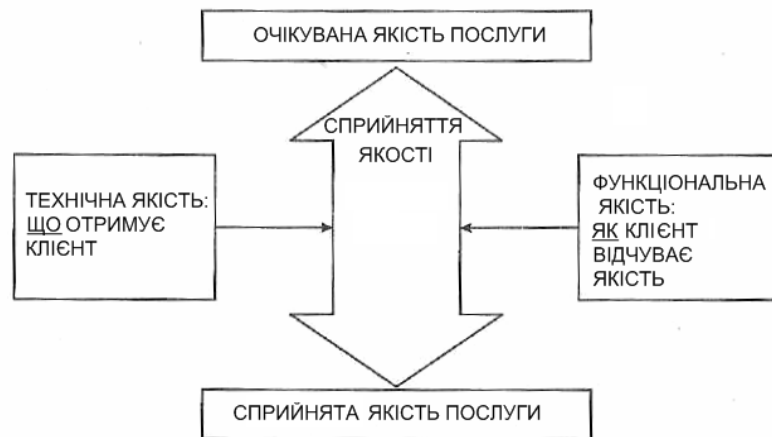 ОЧІКУВАНА ЯКІСТЬ ПОСЛУГИ
СПРИЙНЯТТЯ
ЯКОСТІ
ТЕХНІЧНА ЯКІСТЬ:
ЩО ОТРИМУЄ
КЛІЄНТ
ФУНКЦІОНАЛЬНА
ЯКІСТЬ:
ЯК КЛІЄНТ
ВІДЧУВАЄ
ЯКІСТЬ
СПРИЙНЯТА ЯКІСТЬ ПОСЛУГИ